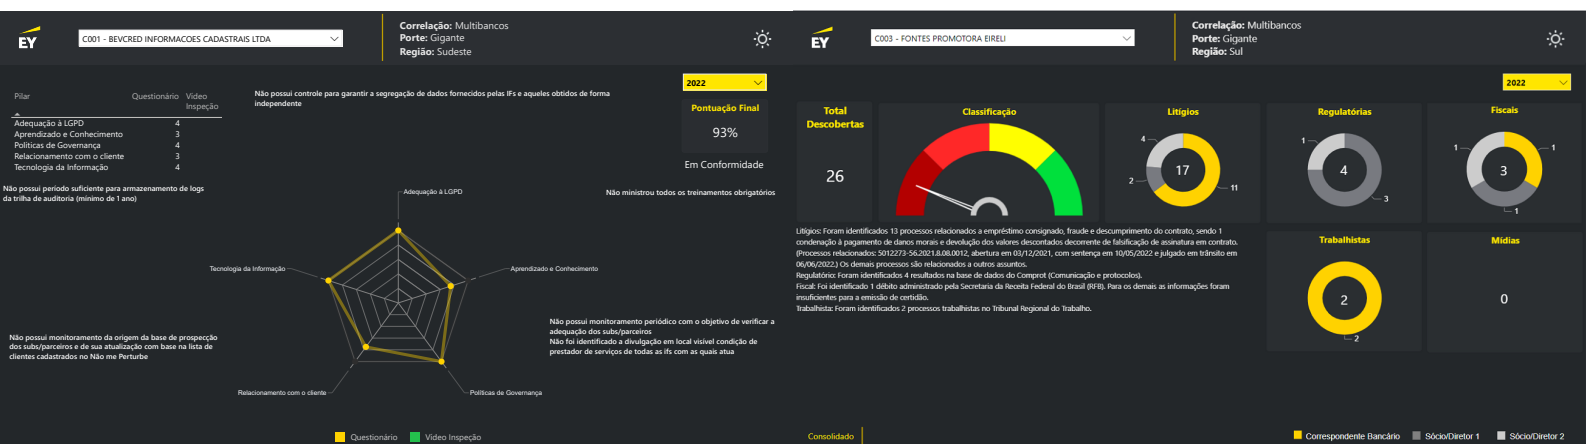 EY
C001 - BEVCRED INFORMACOES CADASTRAIS LTDA
Correlação: Multibancos
Porte: Gigante
Região: Sudeste
2022
Pilar Questionário Vídeo Inspeção
Adequação à LGPD 4
Aprendizado e Conhecimento 3
Políticas de Governança 4
Relacionamento com o cliente 3
Tecnologia da Informação 4
Não possui controle para garantir a segregação de dados fornecidos pelas IFs e aqueles obtidos de forma
independente
Pontuação Final
93%
Em Conformidade
Não possui período suficiente para armazenamento de logs
da trilha de auditoria (mínimo de 1 ano)
Não ministrou todos os treinamentos obrigatórios
Adequação à LGPD
Tecnologia da Informação
Aprendizado e Conhecimento
Não possui monitoramento periódico com o objetivo de verificar a
adequação dos subs/parceiros
Não foi identificado a divulgação em local visível condição de
prestador de serviços de todas as ifs com as quais atua
Não possui monitoramento da origem da base de prospecção
dos subs/parceiros e de sua atualização com base na lista de
clientes cadastrados no Não me Perturbe
Relacionamento com o cliente
Políticas de Governança
Questionário
Vídeo Inspeção
EY
C003 - FONTES PROMOTORA EIRELI
Correlação: Multibancos
Porte: Gigante
Região: Sul
2022
Total
Descobertas
26
Classificação
Litígios
4
17
2
11
Regulatórias
1
4
3
Fiscais
1
1
3
1
Litígios: Foram identificados 13 processos relacionados a empréstimo consignado, fraude e descumprimento do contrato, sendo 1
condenação à pagamento de danos morais e devolução dos valores descontados decorrente de falsificação de assinatura em contrato.
(Processos relacionados: 5012273-56.2021.8.08.0012, abertura em 03/12/2021, com sentença em 10/05/2022 e julgado em trânsito em
06/06/2022.) Os demais processos são relacionados a outros assuntos.
Regulatório: Foram identificados 4 resultados na base de dados do Comprot (Comunicação e protocolos).
Fiscal: Foi identificado 1 débito administrado pela Secretaria da Receita Federal do Brasil (RFB). Para os demais as informações foram
insuficientes para a emissão de certidão.
Trabalhista: Foram identificados 2 processos trabalhistas no Tribunal Regional do Trabalho.
Trabalhistas
2
2
Mídias
0
Consolidado
Correspondente Bancário
Sócio/Diretor 1
Sócio/Diretor 2